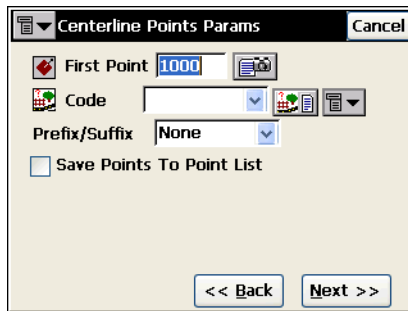 Centerline Points Params Cancel
First Point 1000
Code
Prefix/Suffix None
Save Points To Point List
<< Back Next >>